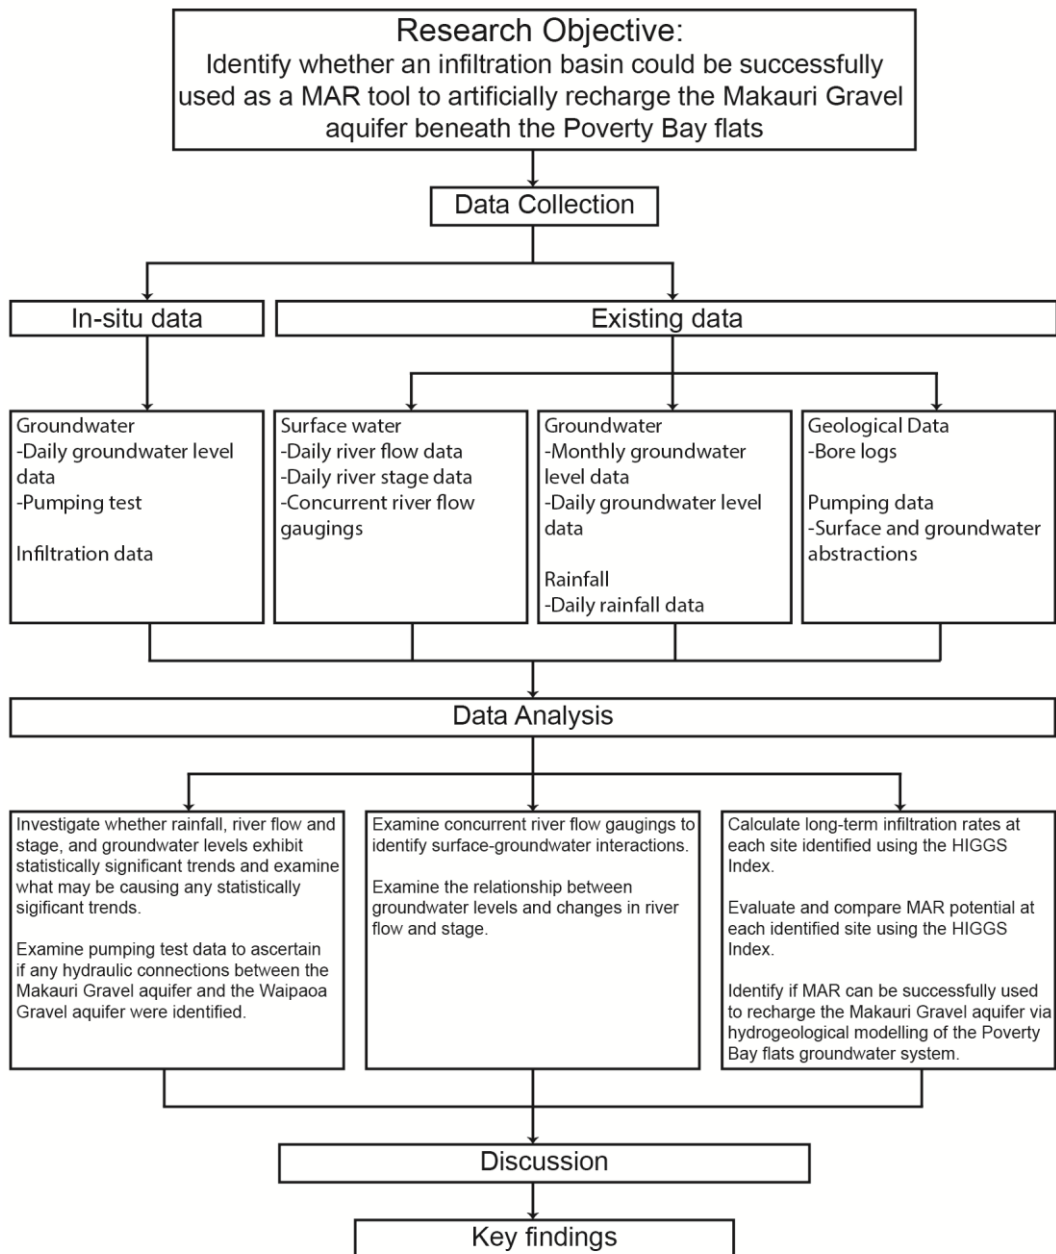 Research Objective:
Identify whether an infiltration basin could be successfully
used as a MAR tool to artificially recharge the Makauri Gravel
aquifer beneath the Poverty Bay flats
Data Collection
In-situ data
Existing data
Groundwater
-Daily groundwater level
data
-Pumping test
Infiltration data
Surface water
-Daily river flow data
-Daily river stage data
-Concurrent river flow
gaugings
Groundwater
-Monthly groundwater
level data
-Daily groundwater level
data
Rainfall
-Daily rainfall data
Geological Data
-Bore logs
Pumping data
-Surface and groundwater
abstractions
Data Analysis
Investigate whether rainfall, river flow and
stage, and groundwater levels exhibit
statistically significant trends and examine
what may be causing any statistically
sigificant trends.
Examine pumping test data to ascertain
if any hydraulic connections between the
Makauri Gravel aquifer and the Waipaoa
Gravel aquifer were identified.
Examine concurrent river flow gaugings to
identify surface-groundwater interactions.
Examine the relationship between
groundwater levels and changes in river
flow and stage.
Calculate long-term infiltration rates at
each site identified using the HIGGS
Index.
Evaluate and compare MAR potential at
each identified site using the HIGGS
Index.
Identify if MAR can be successfully used
to recharge the Makauri Gravel aquifer via
hydrogeological modelling of the Poverty
Bay flats groundwater system.
Discussion
Key findings